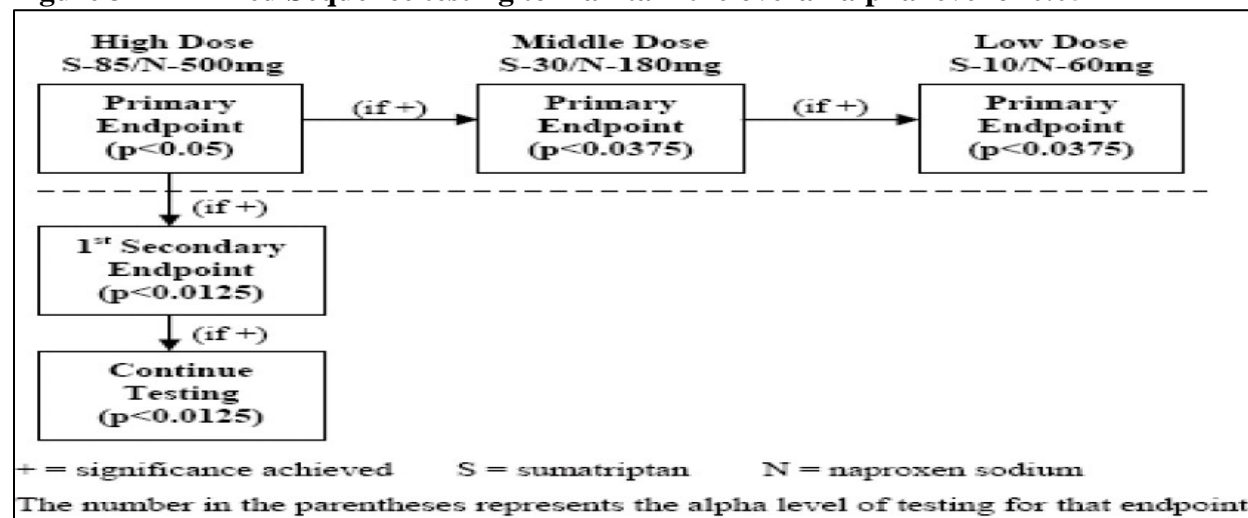 High Dose
S-85/N-500mg
Middle Dose
S-30/N-180mg
Low Dose
S-10/N-60mg
Primary
Endpoint
(p<0.05)
(if +)
Primary
Endpoint
(p<0.0375)
(if +)
Primary
Endpoint
(p<0.0375)
(if +)
1st Secondary
Endpoint
(p<0.0125)
(if +)
Continue
Testing
(p<0.0125)
+ = significance achieved S = sumatriptan N = naproxen sodium
The number in the parentheses represents the alpha level of testing for that endpoint